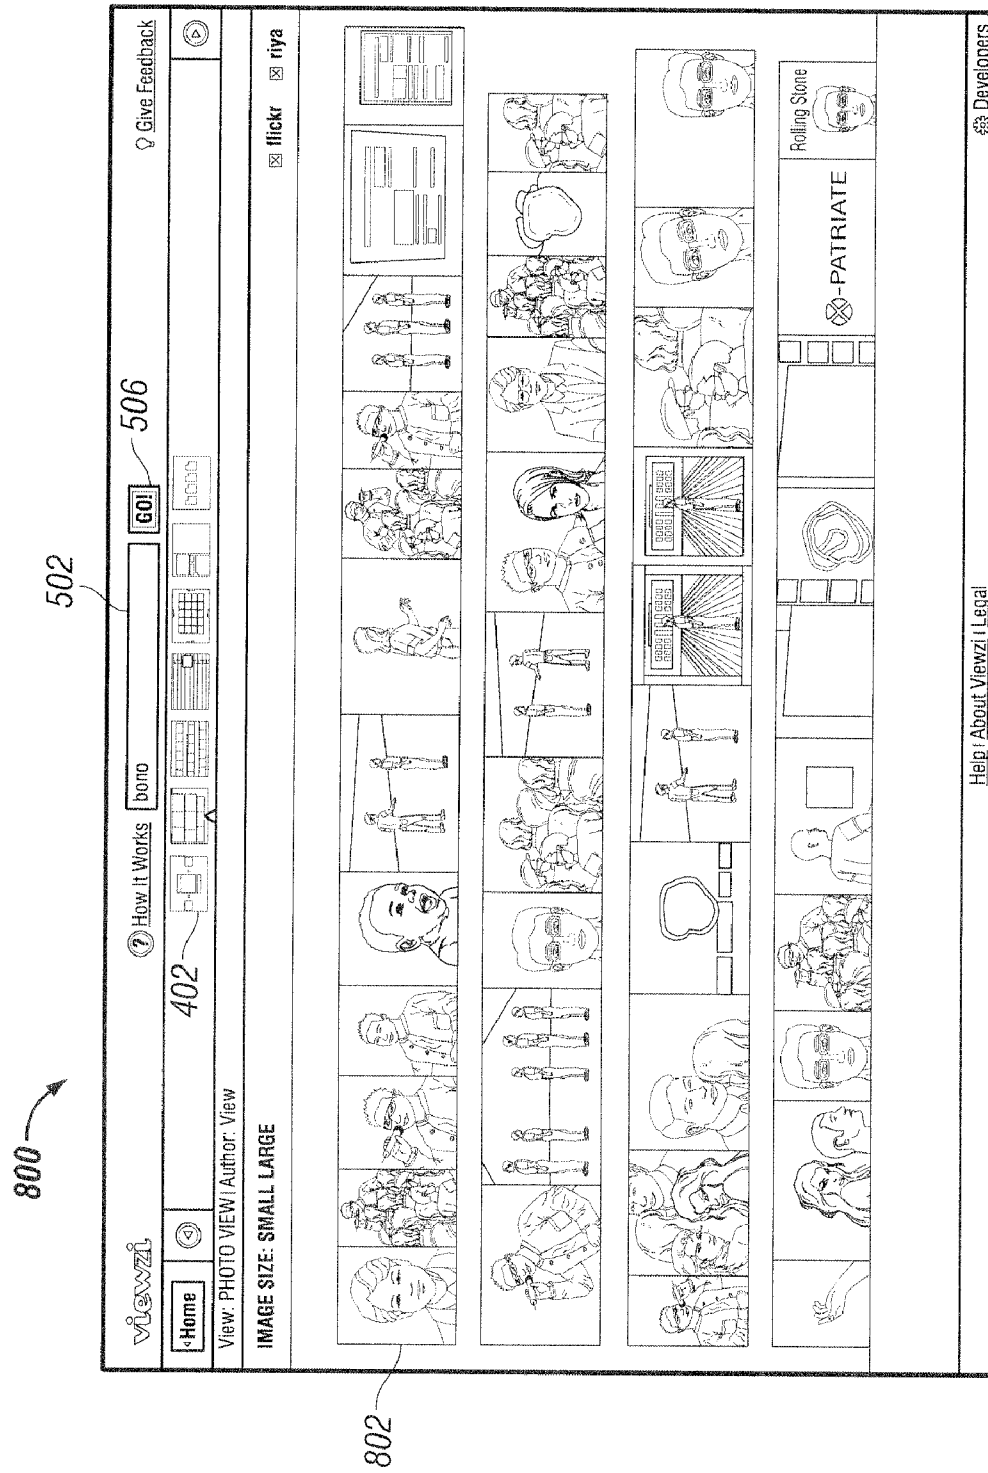 800
502
506
viewzi
? How It Works
bono
GO!
Give Feedback
Home
402
View: PHOTO VIEW | Author: View
IMAGE SIZE: SMALL LARGE
flickr
riya
802
Rolling Stone
-PATRIATE
Help | About Viewzi | Legal
Developers